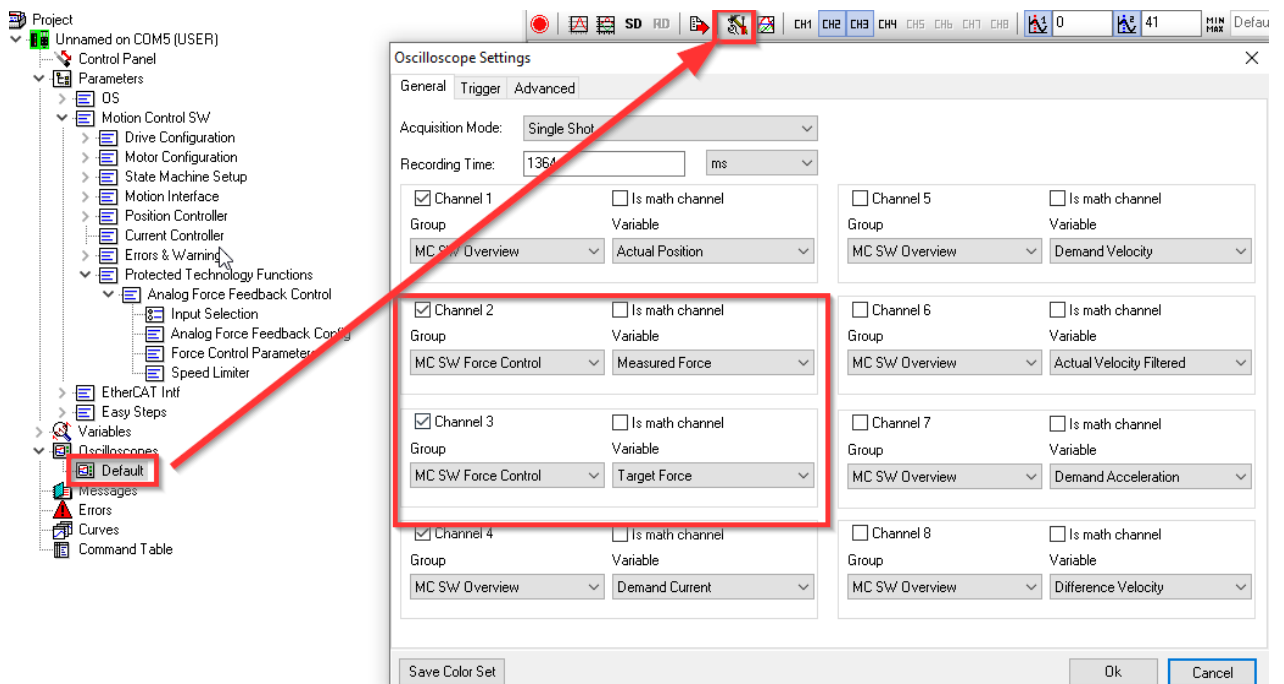 Project
Unnamed on COM5 (USER)
Control Panel
Parameters
OS
Motion Control SW
Drive Configuration
Motor Configuration
State Machine Setup
Motion Interface
Position Controller
Current Controller
Errors & Warning
Protected Technology Functions
Analog Force Feedback Control
Input Selection
Analog Force Feedback Config
Force Control Parameters
Speed Limiter
EtherCAT Intf
Easy Steps
Variables
Oscilloscopes
Default
Messages
Errors
Curves
Command Table
SD RD CH1 CH2 CH3 CH4 CH5 CH6 CH7 CH8 1 0 2 41 MIN MAX Defau
Oscilloscope Settings
General Trigger Advanced
Acquisition Mode: Single Shot
Recording Time: 1364 ms
Channel 1 Is math channel
Group Variable
MC SW Overview Actual Position
Channel 2 Is math channel
Group Variable
MC SW Force Control Measured Force
Channel 3 Is math channel
Group Variable
MC SW Force Control Target Force
Channel 4 Is math channel
Group Variable
MC SW Overview Demand Current
Channel 5 Is math channel
Group Variable
MC SW Overview Demand Velocity
Channel 6 Is math channel
Group Variable
MC SW Overview Actual Velocity Filtered
Channel 7 Is math channel
Group Variable
MC SW Overview Demand Acceleration
Channel 8 Is math channel
Group Variable
MC SW Overview Difference Velocity
Save Color Set Ok Cancel